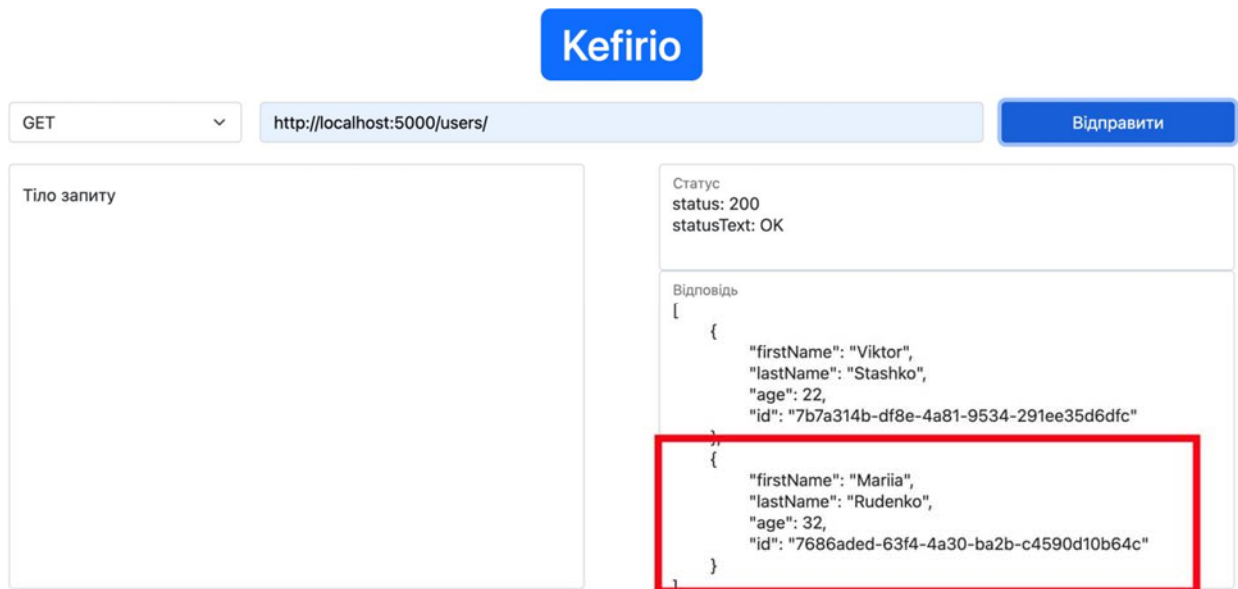 Kefirio
GET
http://localhost:5000/users/
Відправити
Тіло запиту
Статус
status: 200
statusText: OK
Відповідь
[
{
"firstName": "Viktor",
"lastName": "Stashko",
"age": 22,
"id": "7b7a314b-df8e-4a81-9534-291ee35d6dfc"
},
{
"firstName": "Mariia",
"lastName": "Rudenko",
"age": 32,
"id": "7686aded-63f4-4a30-ba2b-c4590d10b64c"
}
]